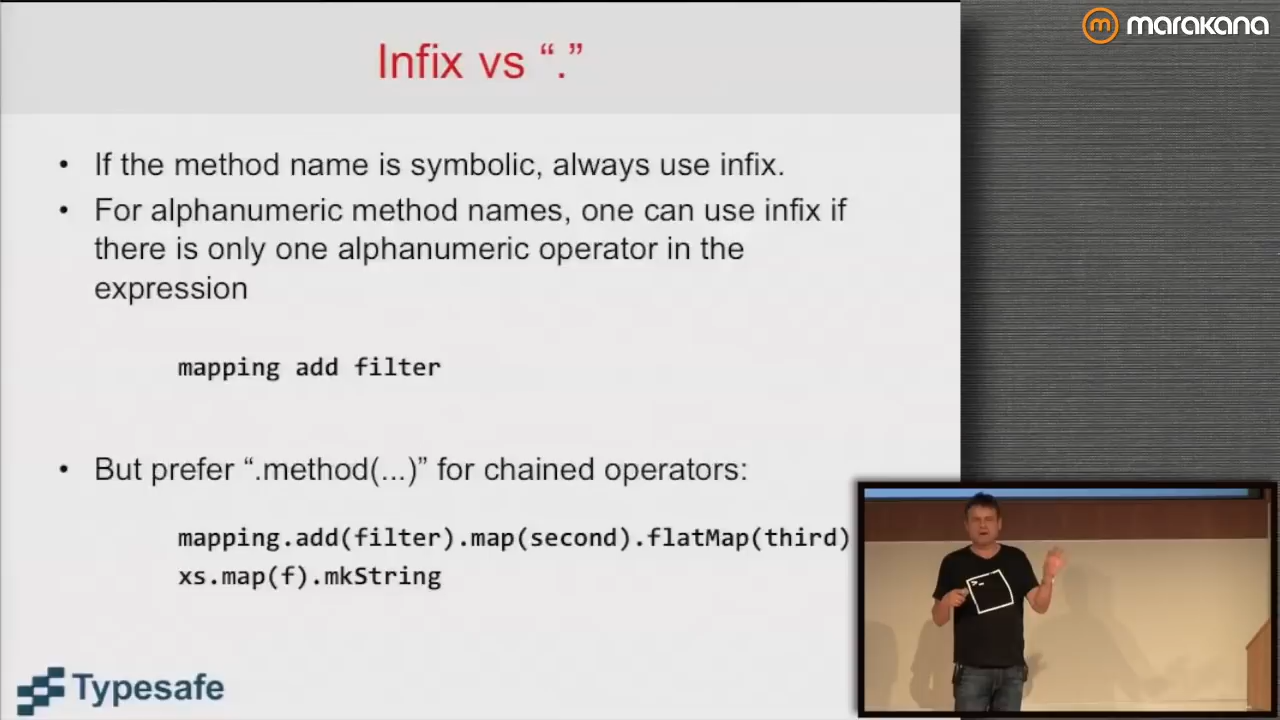 marakana
Infix vs “.”
• If the method name is symbolic, always use infix.
• For alphanumeric method names, one can use infix if
there is only one alphanumeric operator in the
expression
mapping add filter
• But prefer “.method(...)” for chained operators:
mapping.add(filter).map(second).flatMap(third)
xs.map(f).mkString
>_
Typesafe